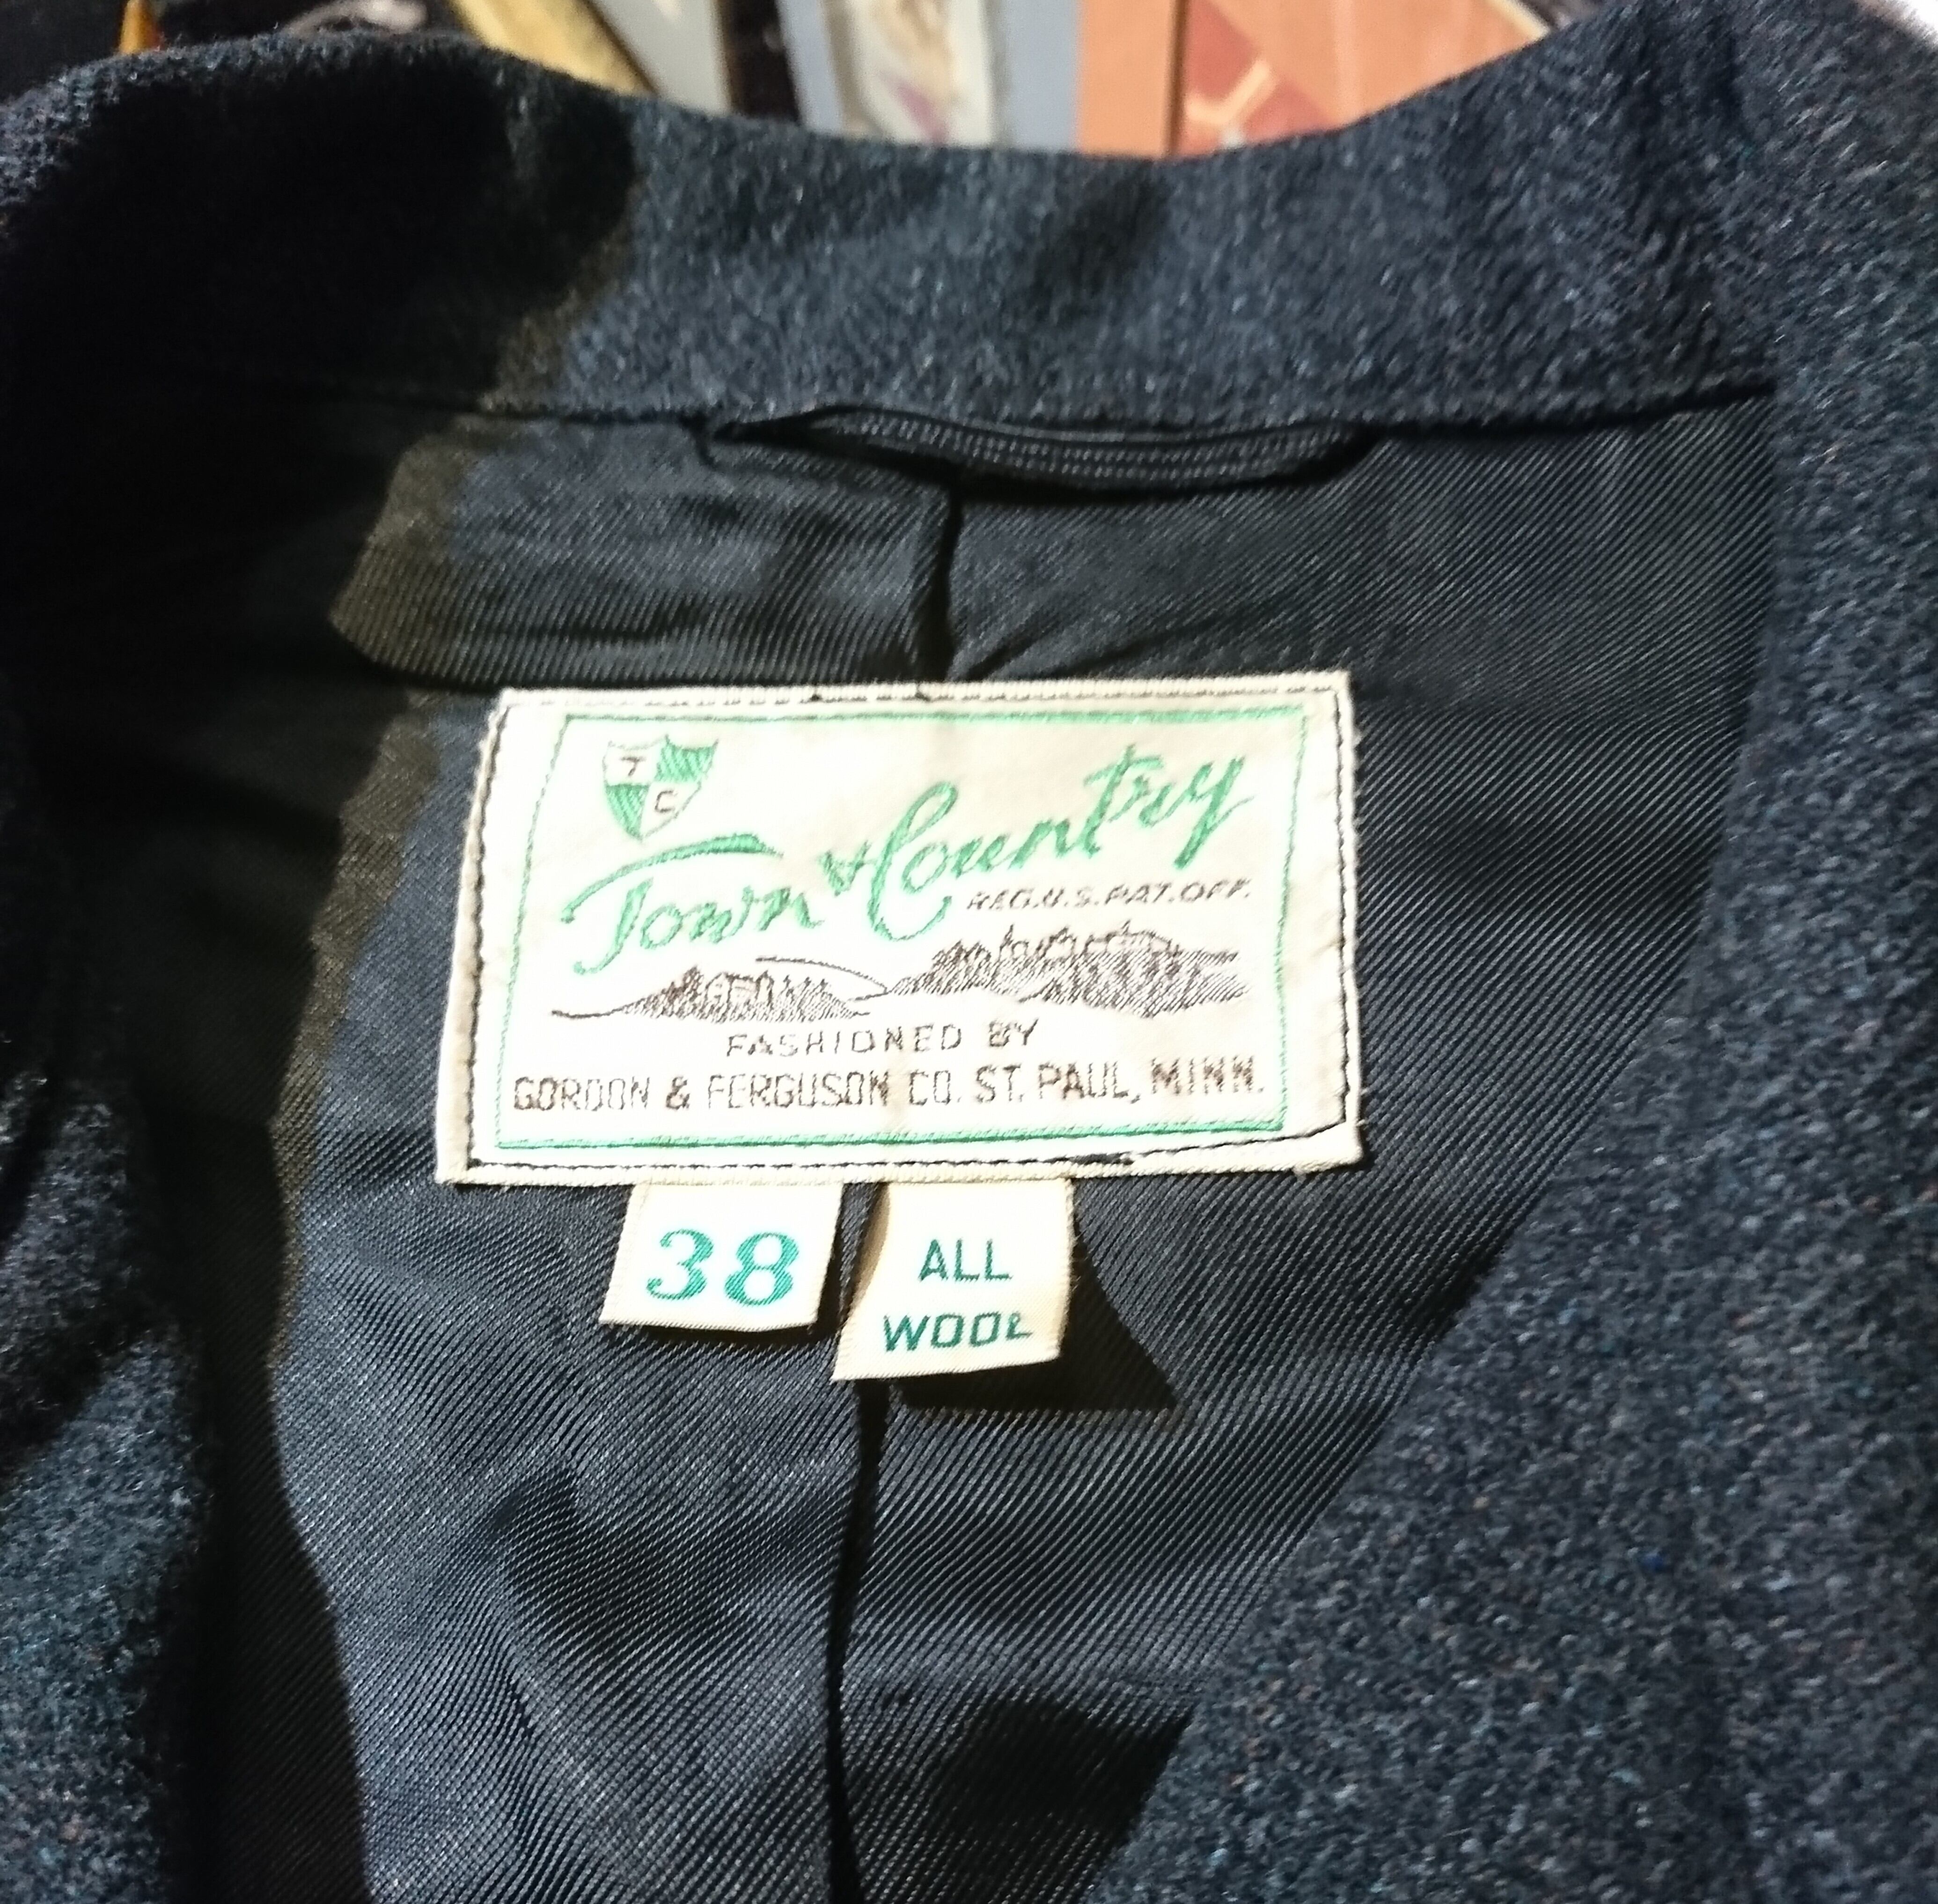 T
C
Town & Country
REG.U.S.PAT.OFF.
FASHIONED BY
GORDON & FERGUSON CO. ST. PAUL, MINN.
38
ALL
WOOL